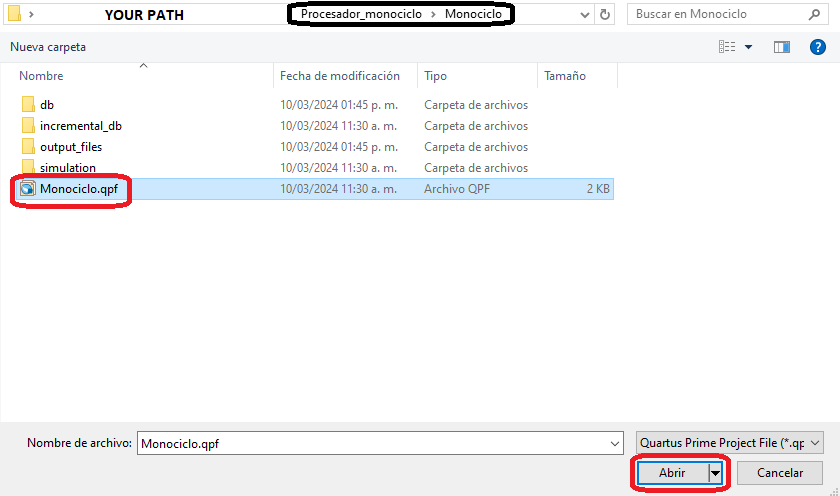 YOUR PATH Procesador_monociclo Monociclo Buscar en Monociclo
Nueva carpeta
Nombre Fecha de modificación Tipo Tamaño
db 10/03/2024 01:45 p. m. Carpeta de archivos
incremental_db 10/03/2024 11:30 a. m. Carpeta de archivos
output_files 10/03/2024 01:45 p. m. Carpeta de archivos
simulation 10/03/2024 11:30 a. m. Carpeta de archivos
Monociclo.qpf 10/03/2024 11:30 a. m. Archivo QPF 2 KB
Nombre de archivo: Monociclo.qpf Quartus Prime Project File (*.qp
Abrir Cancelar